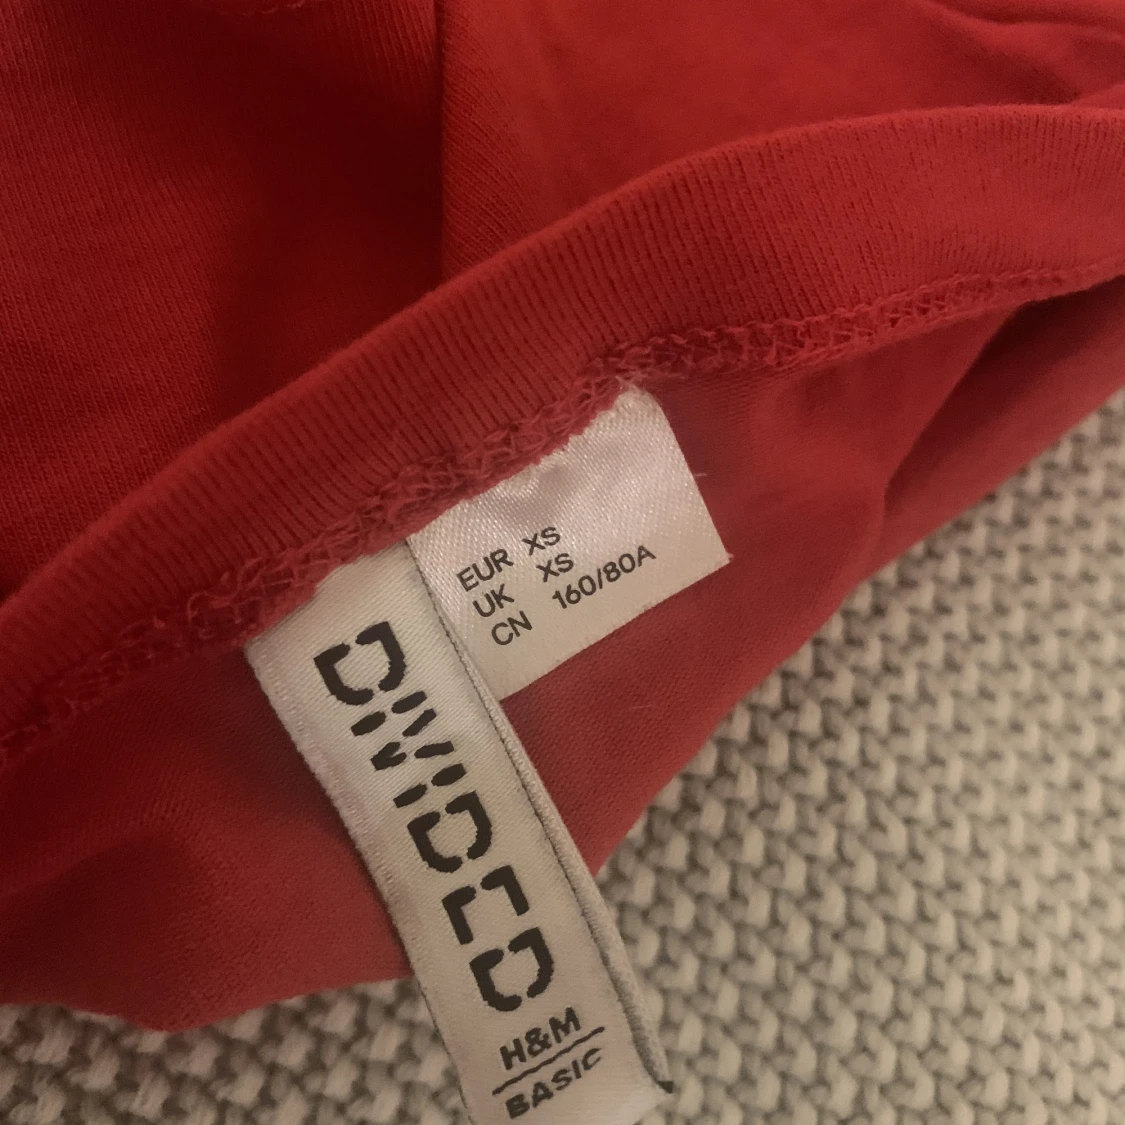 EUR XS
UK XS
CN 160/80A
DIVIDED
H&M
BASIC